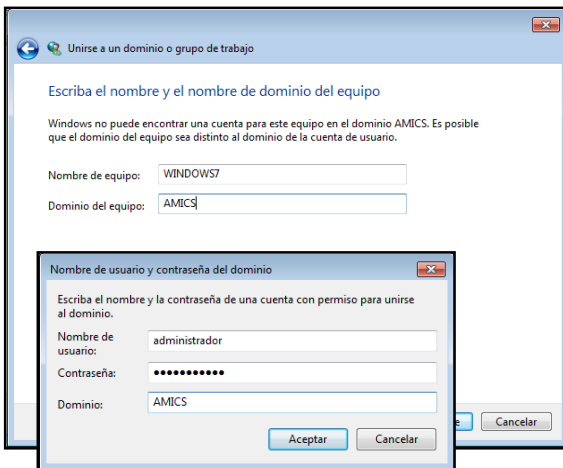 Unirse a un dominio o grupo de trabajo
Escriba el nombre y el nombre de dominio del equipo
Windows no puede encontrar una cuenta para este equipo en el dominio AMICS. Es posible
que el dominio del equipo sea distinto al dominio de la cuenta de usuario.
Nombre de equipo: WINDOWS7
Dominio del equipo: AMICS
Nombre de usuario y contraseña del dominio
Escriba el nombre y la contraseña de una cuenta con permiso para unirse
al dominio.
Nombre de
usuario: administrador
Contraseña: ●●●●●●●●●●●
Dominio: AMICS
Aceptar Cancelar
Cancelar